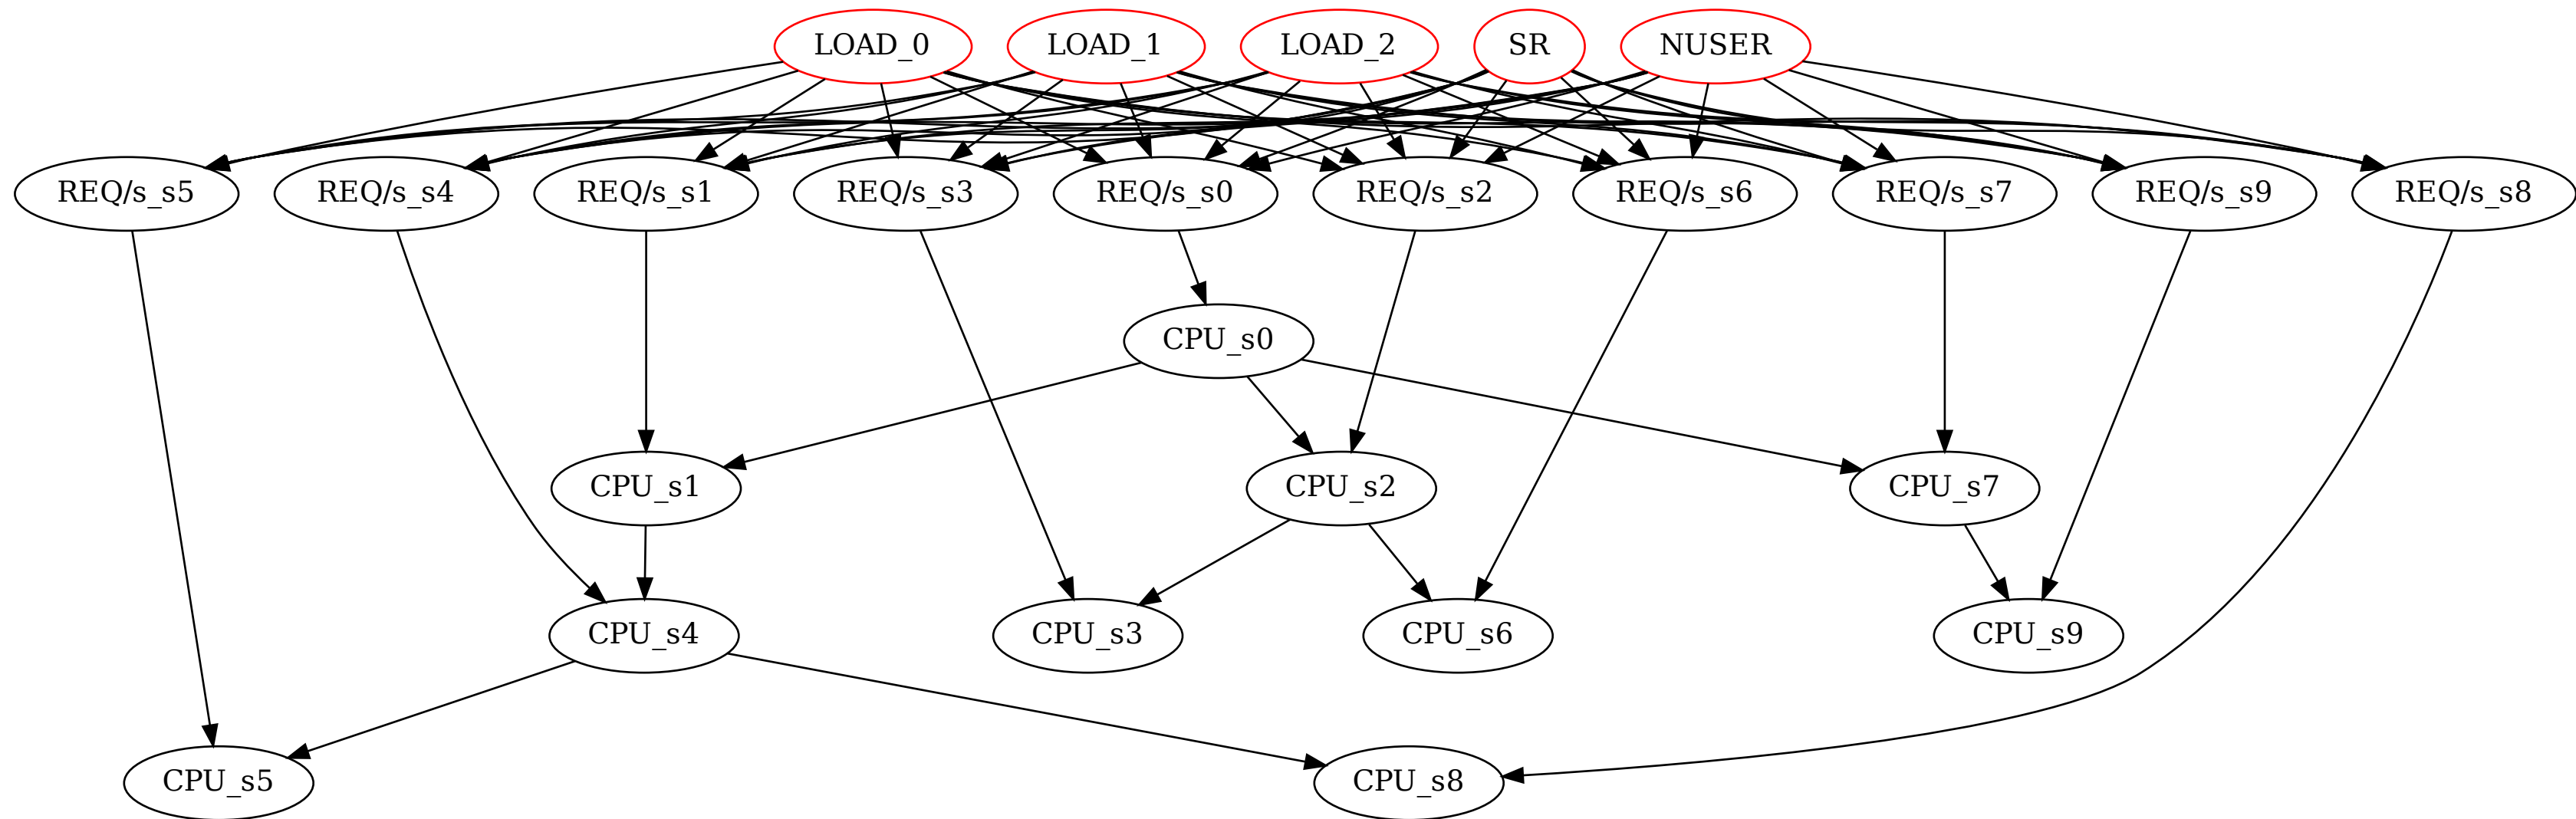 LOAD_0 LOAD_1 LOAD_2 SR NUSER
REQ/s_s5 REQ/s_s4 REQ/s_s1 REQ/s_s3 REQ/s_s0 REQ/s_s2 REQ/s_s6 REQ/s_s7 REQ/s_s9 REQ/s_s8
CPU_s0
CPU_s1 CPU_s2 CPU_s7
CPU_s4 CPU_s3 CPU_s6 CPU_s9
CPU_s5 CPU_s8